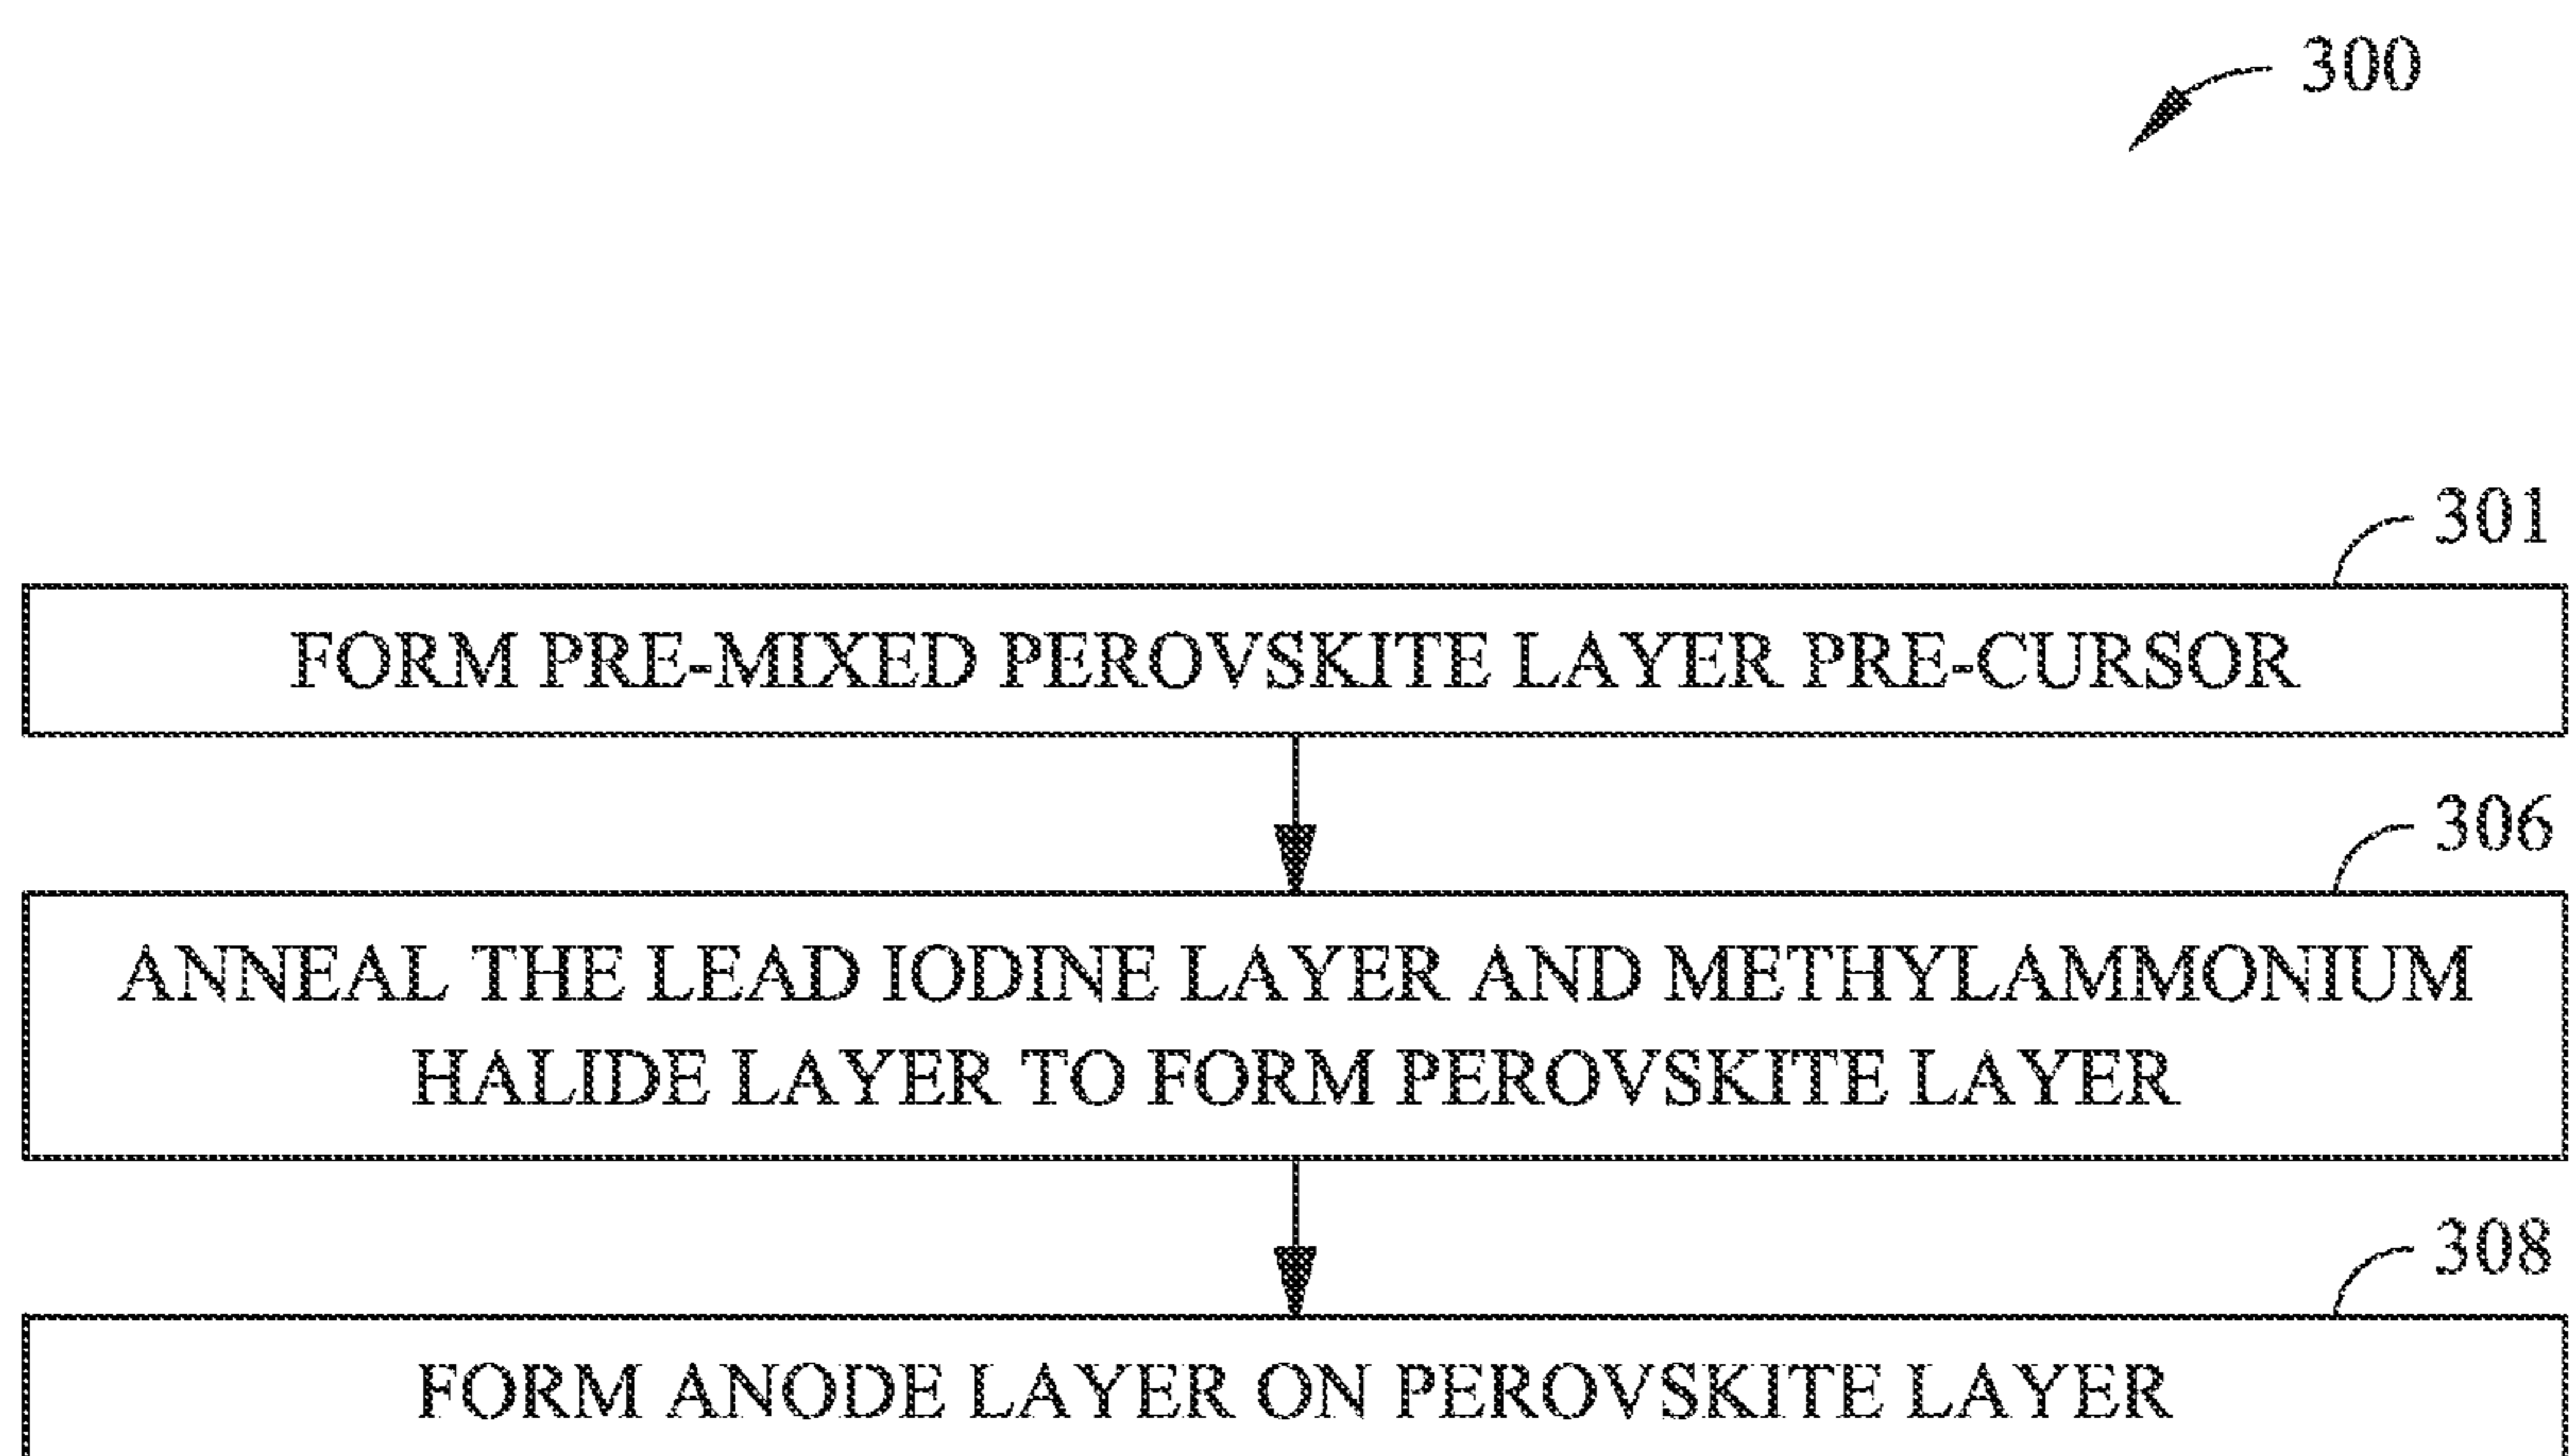 300
301
FORM PRE-MIXED PEROVSKITE LAYER PRE-CURSOR
306
ANNEAL THE LEAD IODINE LAYER AND METHYLAMMONIUM
HALIDE LAYER TO FORM PEROVSKITE LAYER
308
FORM ANODE LAYER ON PEROVSKITE LAYER